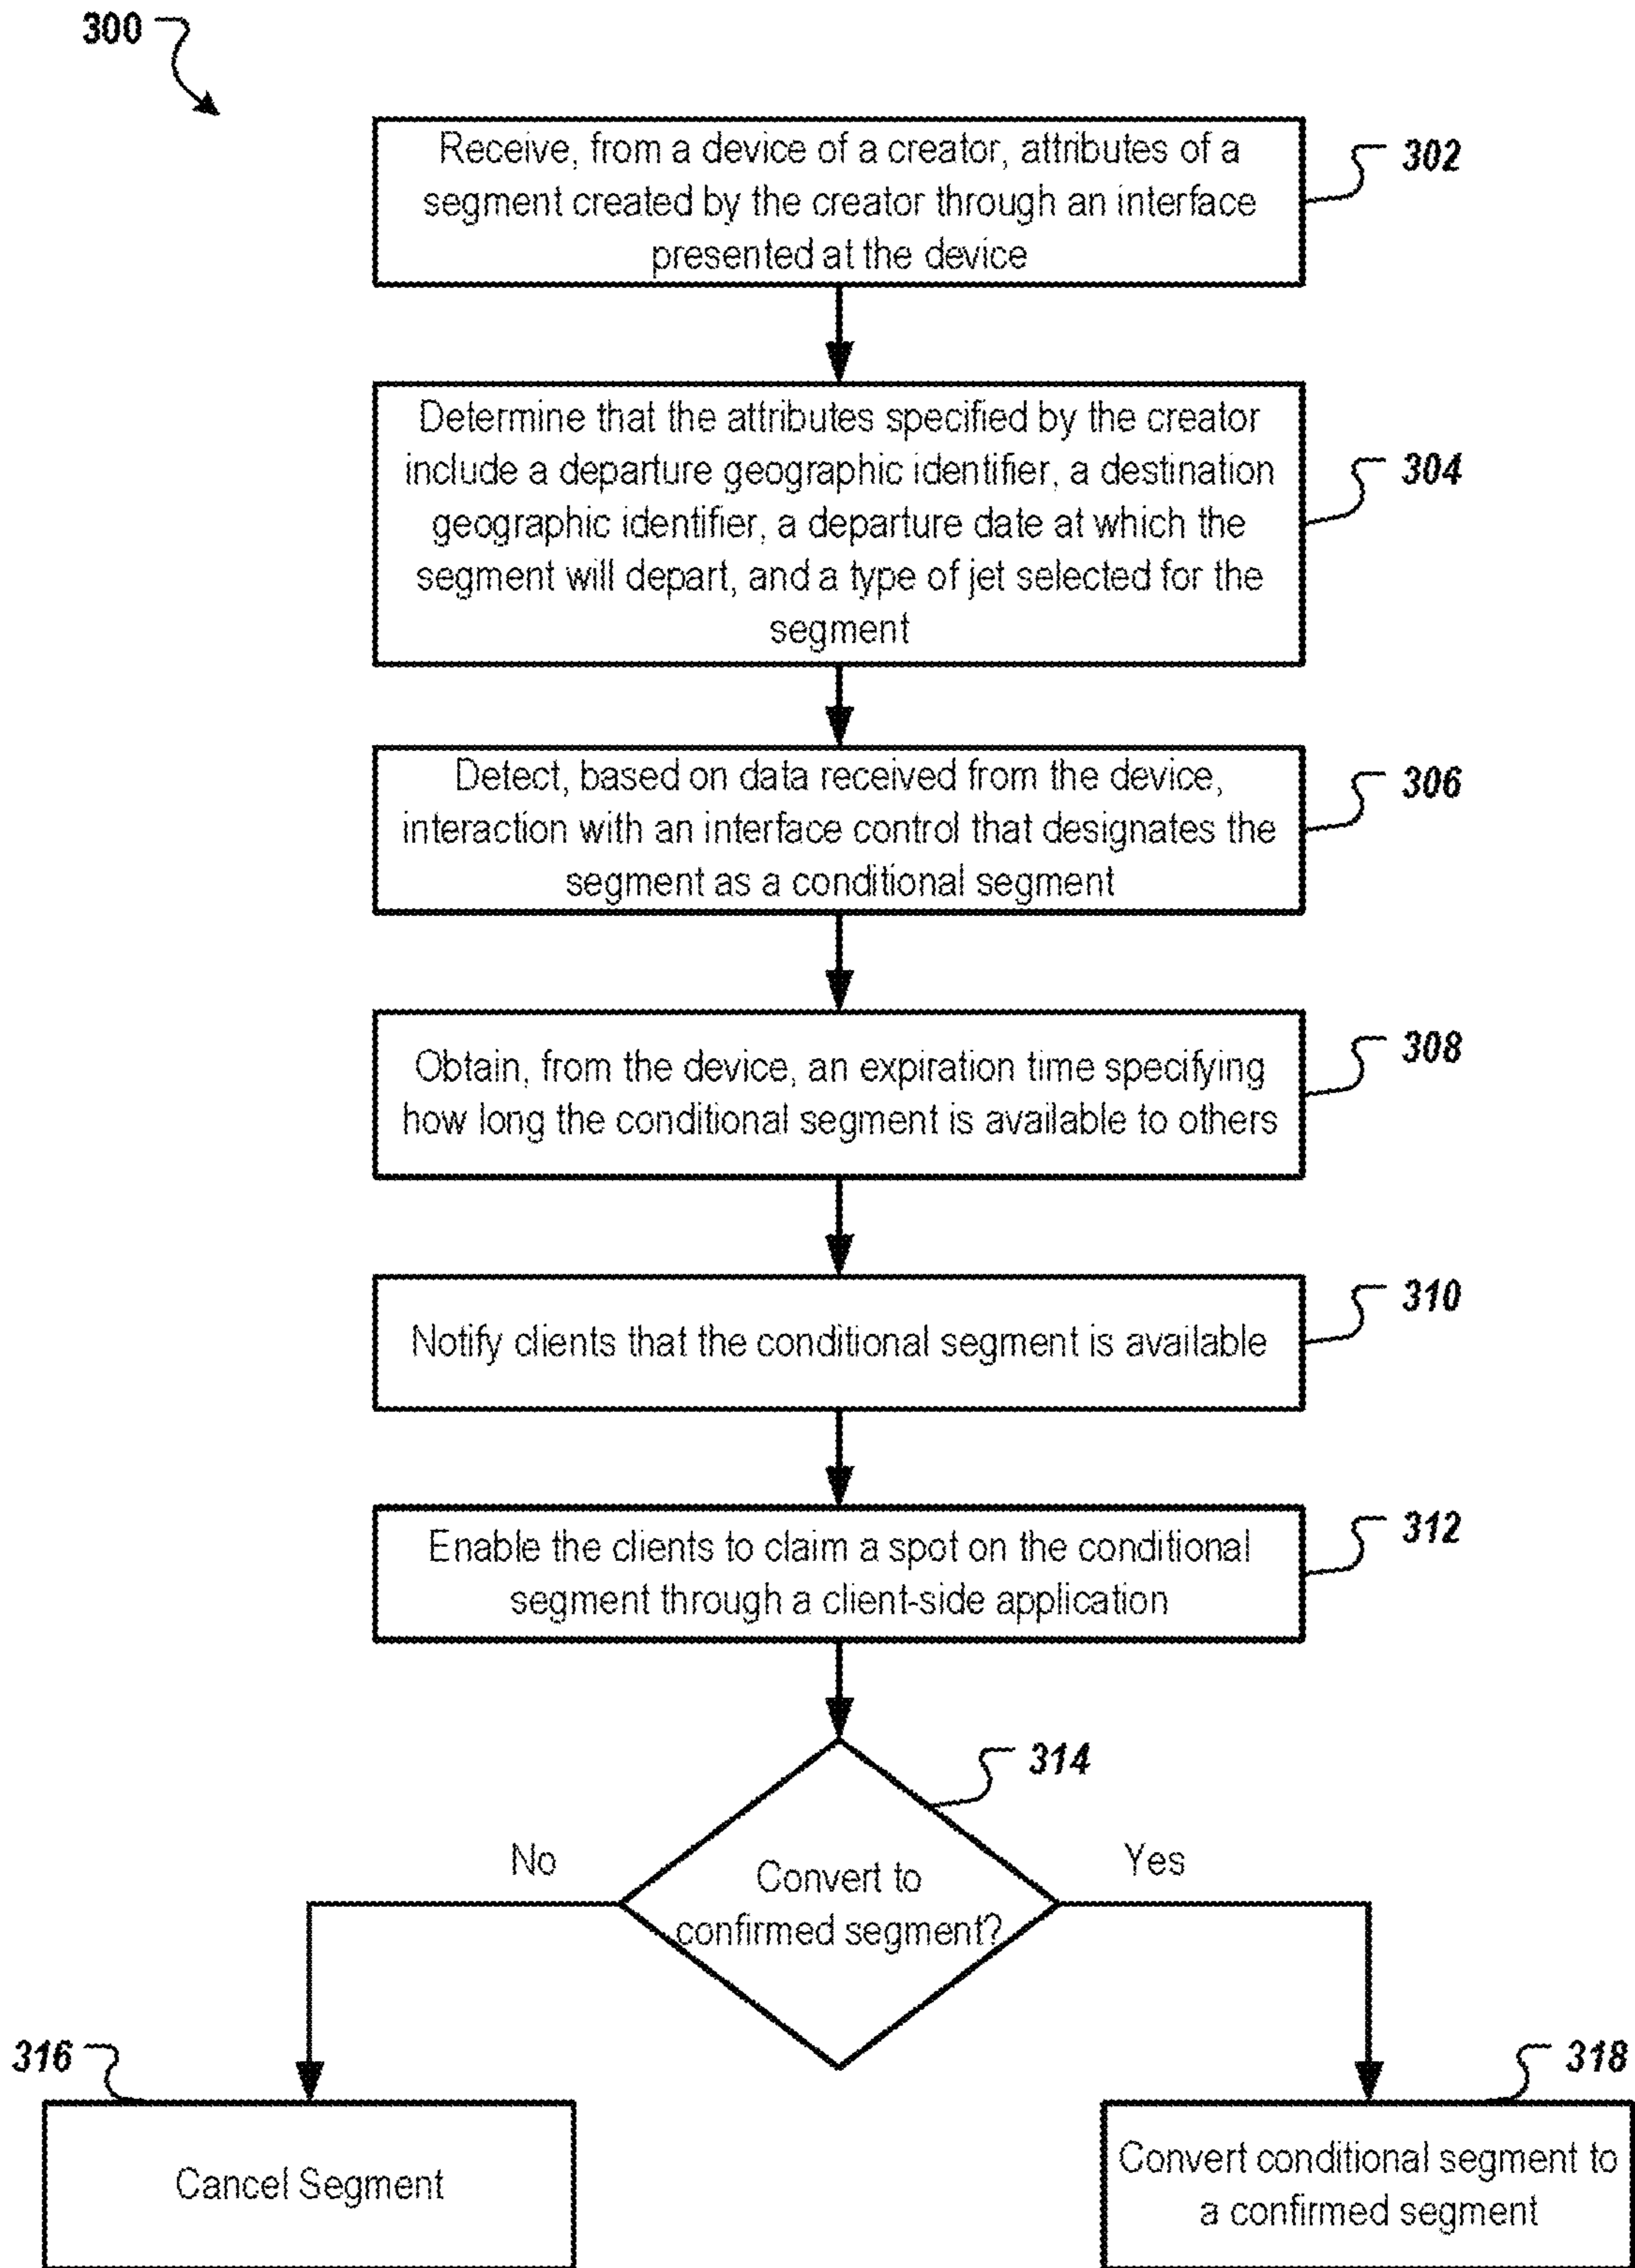 300
Receive, from a device of a creator, attributes of a
segment created by the creator through an interface
presented at the device
302
Determine that the attributes specified by the creator
include a departure geographic identifier, a destination
geographic identifier, a departure date at which the
segment will depart, and a type of jet selected for the
segment
304
Detect, based on data received from the device,
interaction with an interface control that designates the
segment as a conditional segment
306
Obtain, from the device, an expiration time specifying
how long the conditional segment is available to others
308
Notify clients that the conditional segment is available
310
Enable the clients to claim a spot on the conditional
segment through a client-side application
312
314
No
Convert to
confirmed segment?
Yes
316
Cancel Segment
318
Convert conditional segment to
a confirmed segment